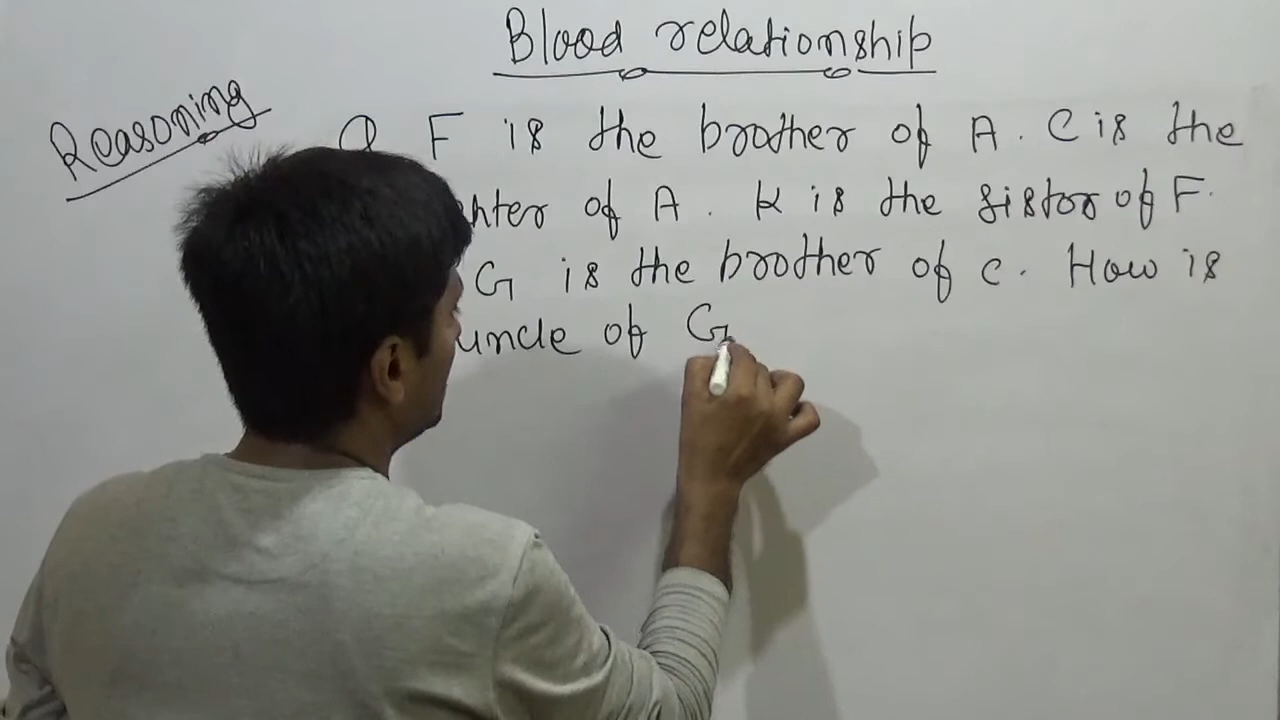 Blood relationship
Reasoning
Q F is the brother of A. C is the
hter of A. K is the sistor of F.
G is the brother of C. How is
uncle of G